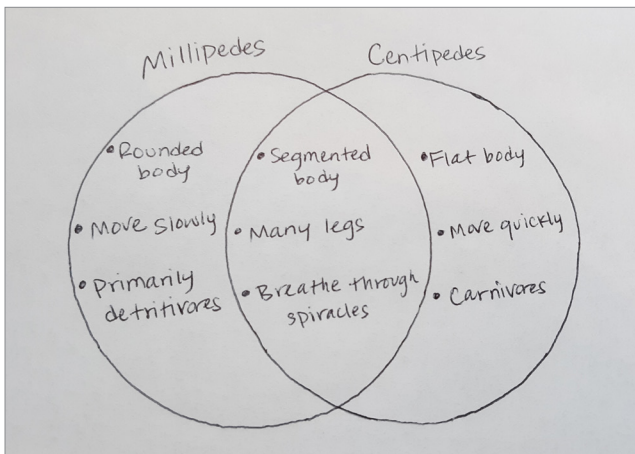 Millipedes
Centipedes
• Rounded
body
• Move slowly
• Primarily
detritivores
• Segmented
body
• Many legs
• Breathe through
spiracles
• Flat body
• Move quickly
• Carnivores